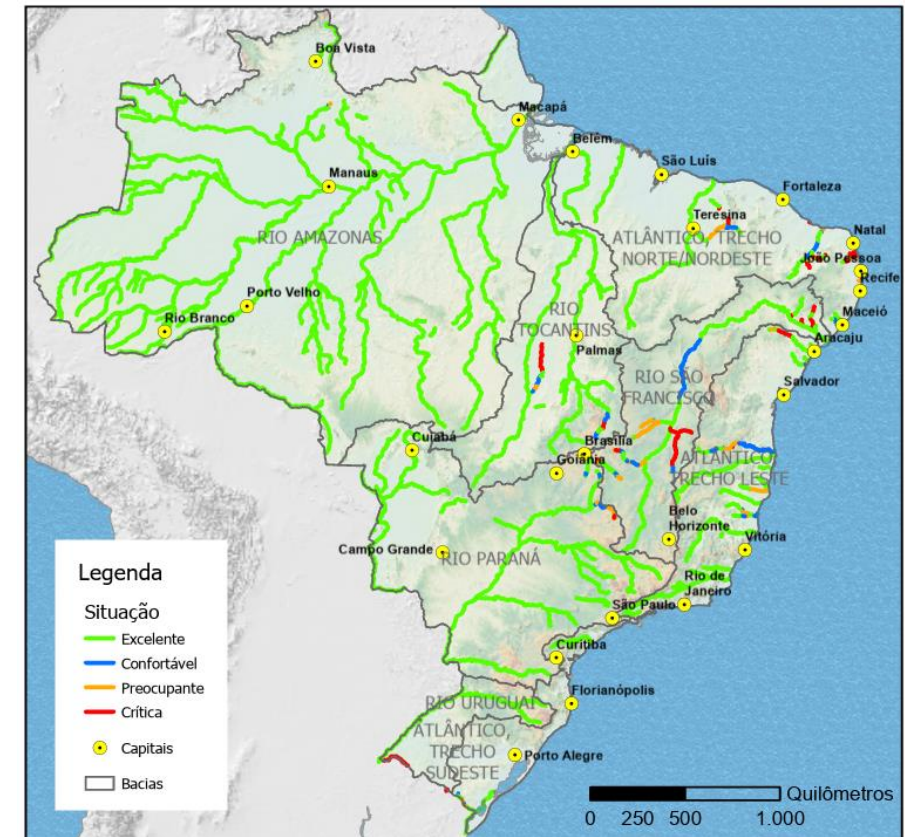 Boa Vista
Macapá
Belêm
São Luís
Fortaleza
Manaus
Teresina
Natal
RIO AMAZONAS
ATLÂNTICO, TRECHO
NORTE/NORDESTE
João Pessoa
Recife
Porto Velho
Rio Branco
RIO
TOCANTINS
Maceió
Palmas
Aracaju
RIO SÃO
FRANCISCO
Salvador
Cuiabá
Brasília
Goiânia
ATLÂNTICO,
TRECHO LESTE
Belo
Horizonte
Vitória
Campo Grande
RIO PARANÁ
Rio de
Janeiro
São Paulo
Curitiba
Florianópolis
RIO URUGUAI
ATLÂNTICO,
TRECHO
SUDESTE
Porto Alegre
Legenda
Situação
Excelente
Confortável
Preocupante
Crítica
Capitais
Bacias
Quilômetros
0 250 500 1.000